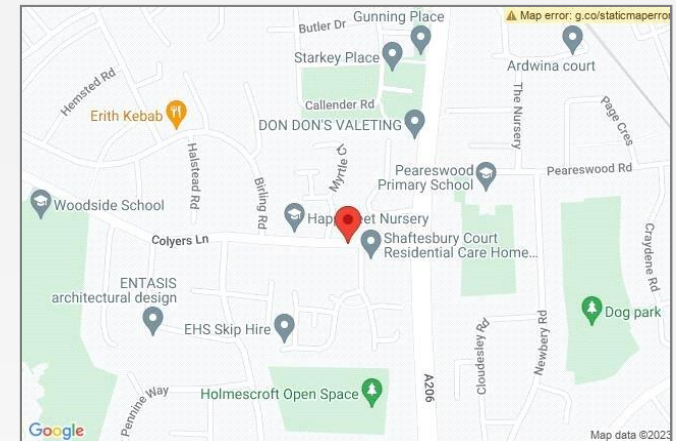 Gunning Place
Butler Dr
Map error: g.co/staticmaperror
Starkey Place
Ardwina court
Hemsted Rd
Callender Rd
Erith Kebab
The Nursery
Page Cres
DON DON'S VALETING
Halstead Rd
Myrtle Cl
Peareswood
Primary School
Peareswood Rd
Birling Rd
Woodside School
Nursery
Colyers Ln
Shaftesbury Court
Residential Care Home...
Craydene Rd
ENTASIS
architectural design
Dog park
EHS Skip Hire
Cloudesley Rd
Newbery Rd
A206
Pennine Way
Holmescroft Open Space
Google
Map data ©2023